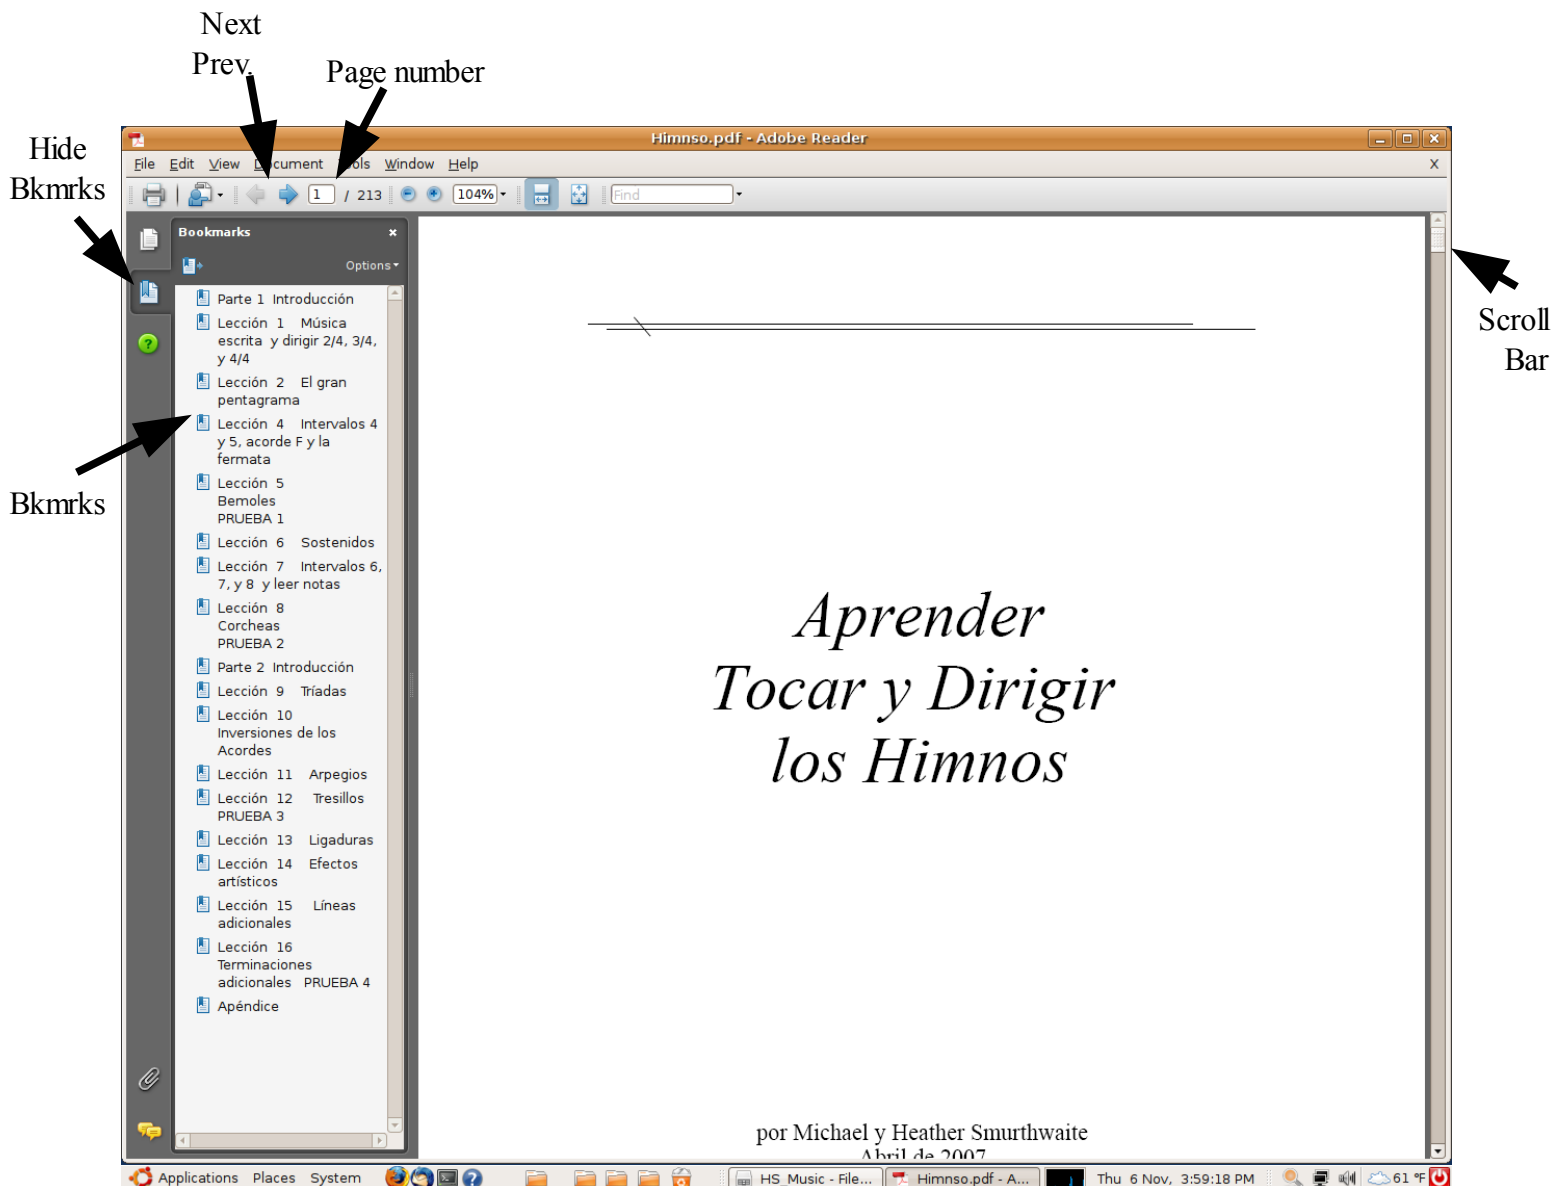 Next
Prev.
Page number
Hide
Bkmrks
Bkmrks
Scroll
Bar
Himnso.pdf - Adobe Reader
File Edit View Document Tools Window Help X
1 / 213 104% Find
Bookmarks
Options
Parte 1 Introducción
Lección 1 Música
escrita y dirigir 2/4, 3/4,
y 4/4
Lección 2 El gran
pentagrama
Lección 4 Intervalos 4
y 5, acorde F y la
fermata
Lección 5
Bemoles
PRUEBA 1
Lección 6 Sostenidos
Lección 7 Intervalos 6,
7, y 8 y leer notas
Lección 8
Corcheas
PRUEBA 2
Parte 2 Introducción
Lección 9 Tríadas
Lección 10
Inversiones de los
Acordes
Lección 11 Arpegios
Lección 12 Tresillos
PRUEBA 3
Lección 13 Ligaduras
Lección 14 Efectos
artísticos
Lección 15 Líneas
adicionales
Lección 16
Terminaciones
adicionales PRUEBA 4
Apéndice
Aprender
Tocar y Dirigir
los Himnos
por Michael y Heather Smurthwaite
Abril de 2007
Applications Places System HS_Music - File... Himnso.pdf - A... Thu 6 Nov, 3:59:18 PM 61 °F